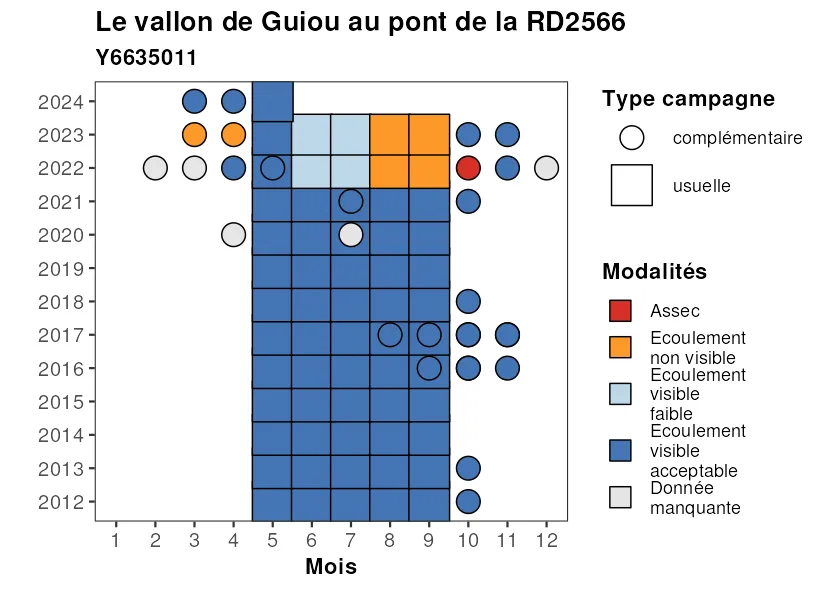 Le vallon de Guiou au pont de la RD2566
Y6635011
2024
2023
2022
2021
2020
2019
2018
2017
2016
2015
2014
2013
2012
1 2 3 4 5 6 7 8 9 10 11 12
Mois
Type campagne
complémentaire
usuelle
Modalités
Assec
Ecoulement
non visible
Ecoulement
visible
faible
Ecoulement
visible
acceptable
Donnée
manquante